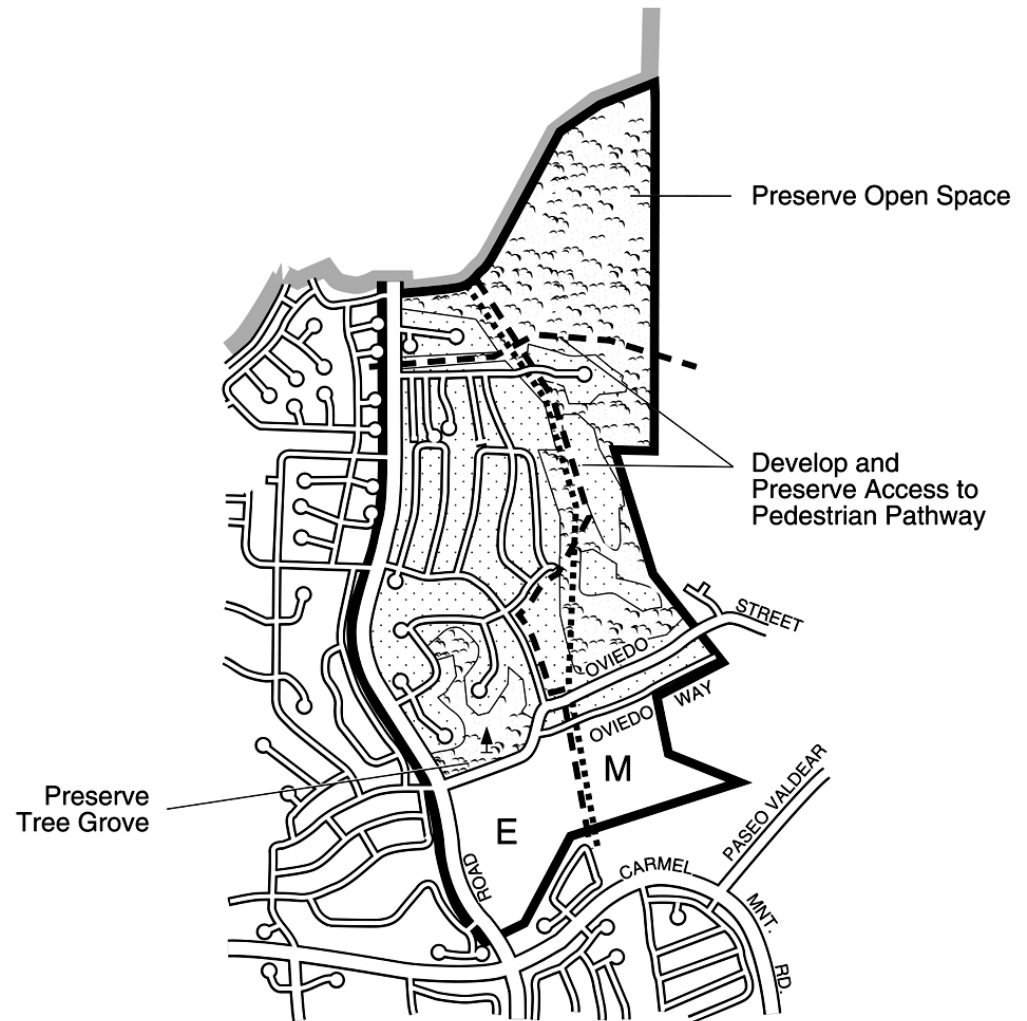 Preserve Open Space
Develop and
Preserve Access to
Pedestrian Pathway
STREET
OVIEDO
WAY
OVIEDO
M
PASEO VALDEAR
Preserve
Tree Grove
E
ROAD
CARMEL
MNT.
RD.